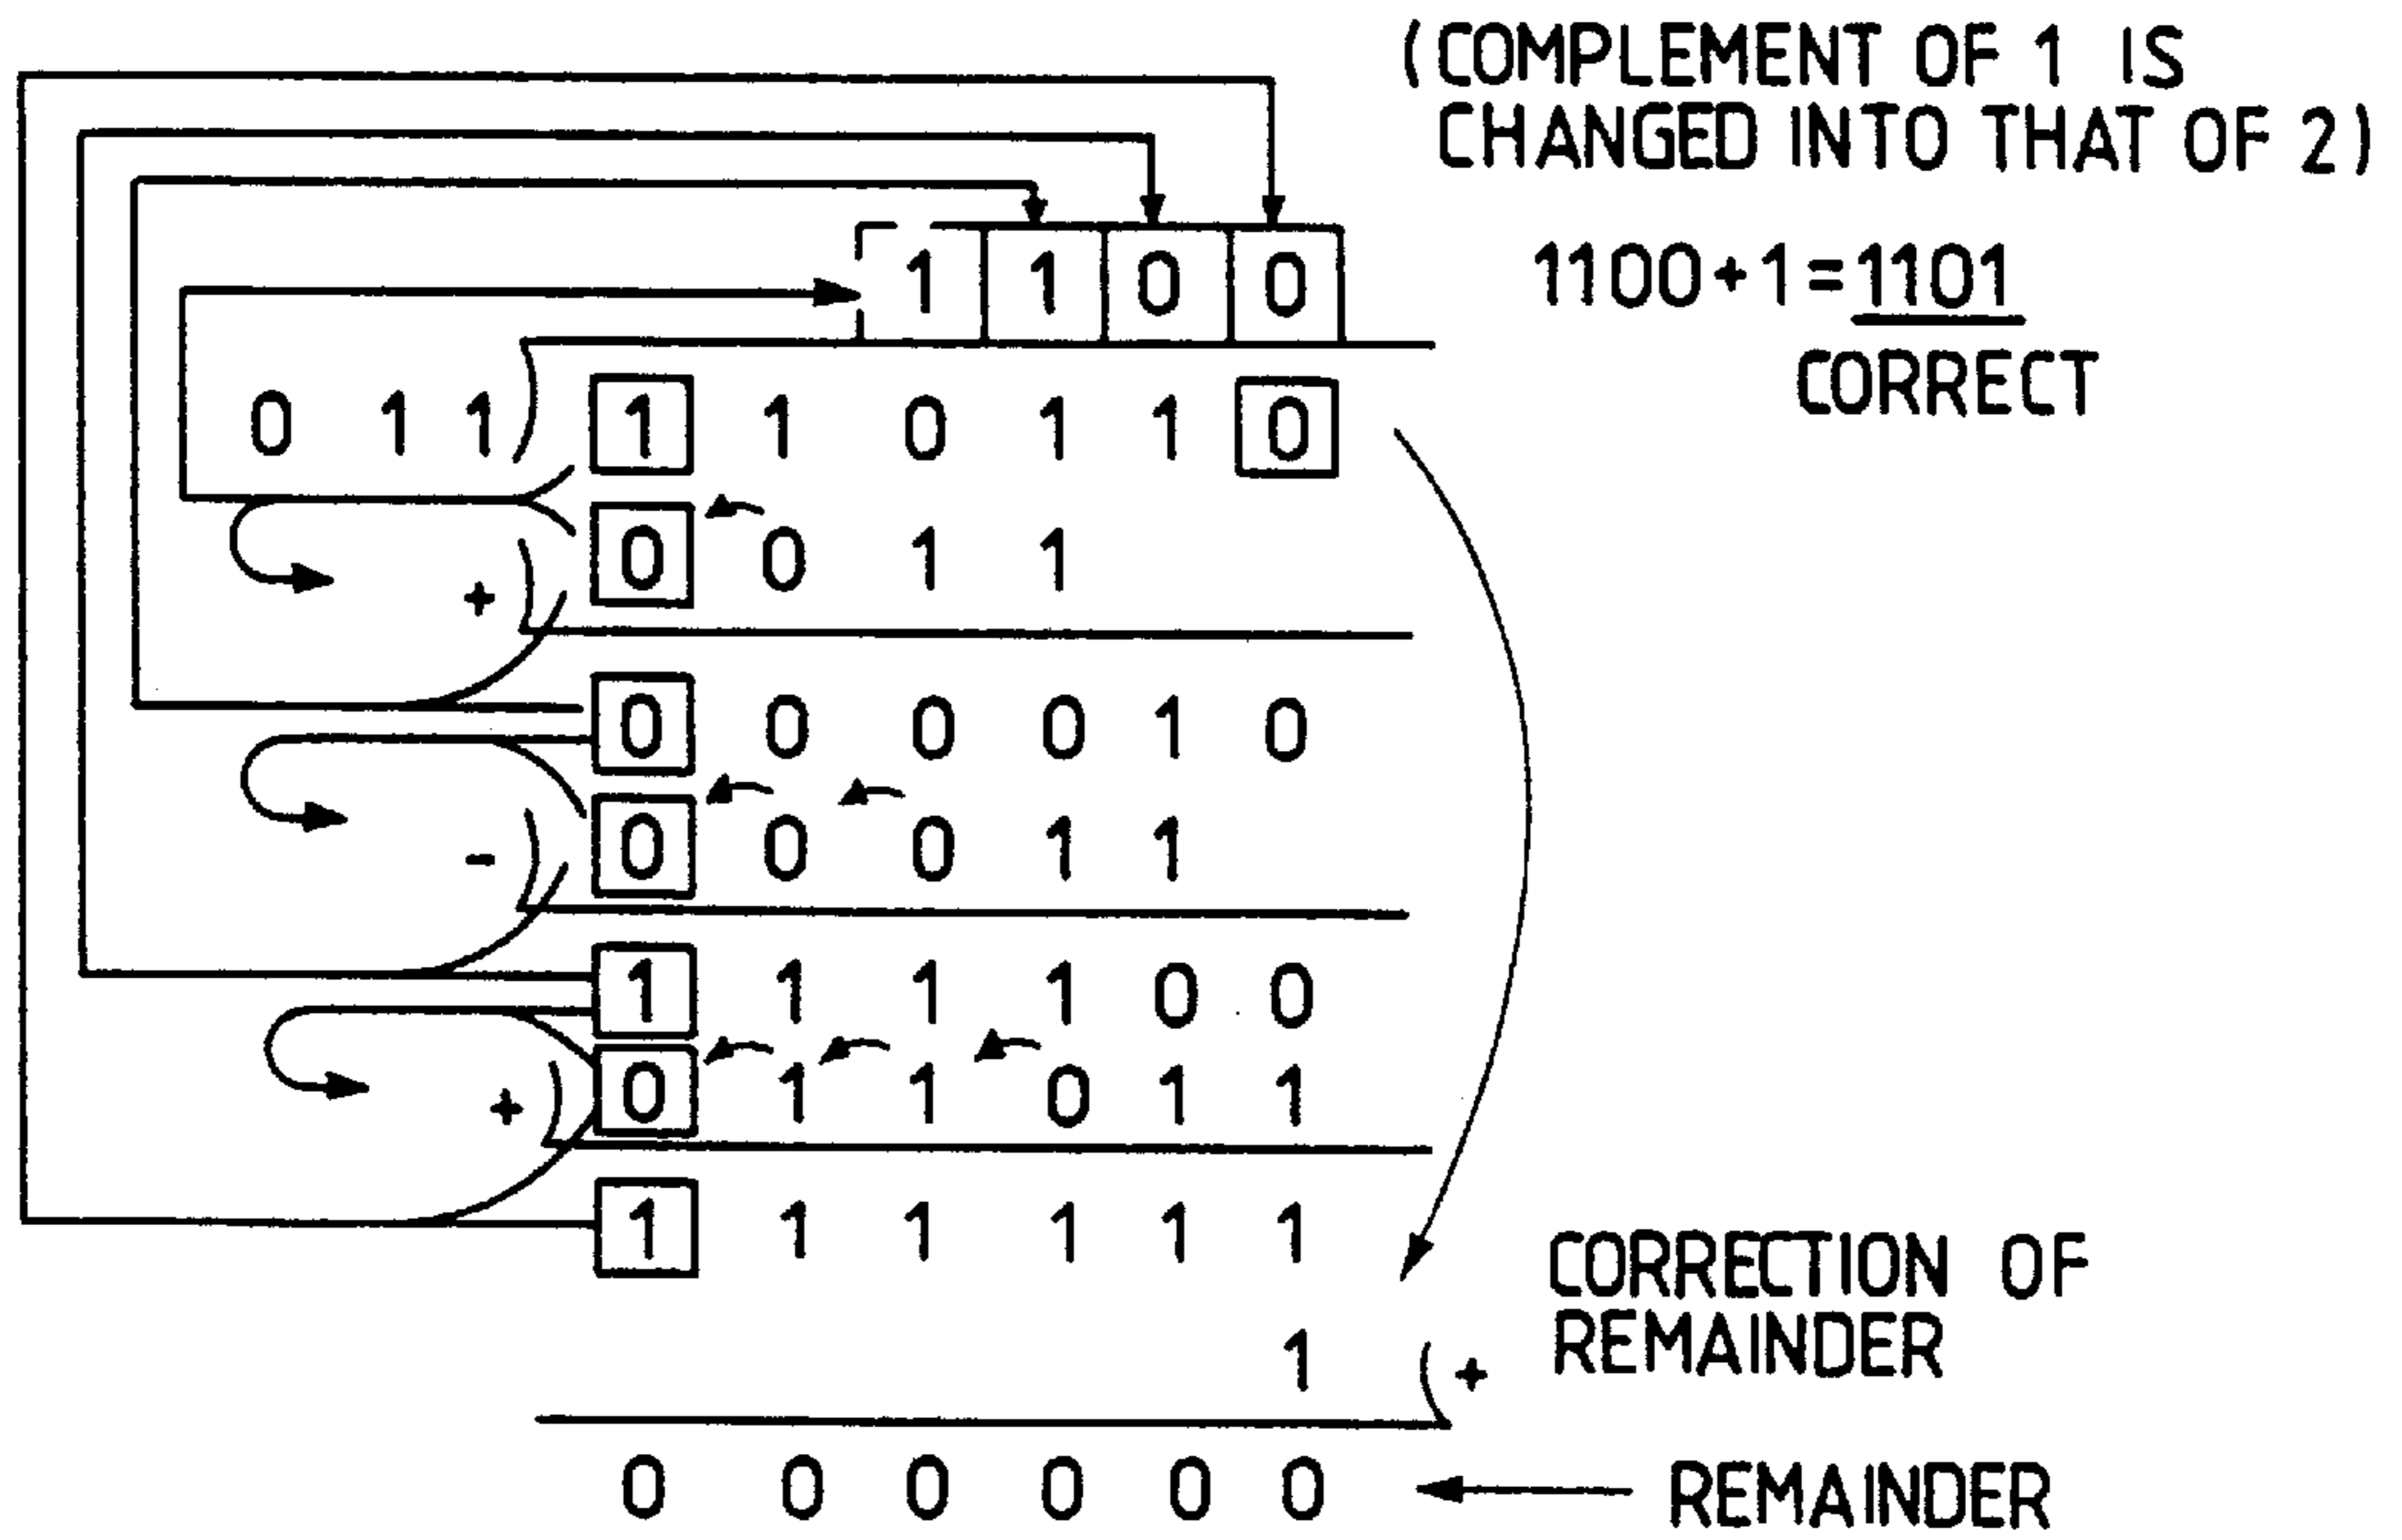 (COMPLEMENT OF 1 IS
CHANGED INTO THAT OF 2)
1 1 0 0
1100+1=1101
CORRECT
0 1 1 ) 1 1 0 1 1 0
0 0 1 1
+
0 0 0 0 1 0
0 0 0 1 1
-
1 1 1 1 0 0
0 1 1 0 1 1
+
1 1 1 1 1 1
CORRECTION OF
REMAINDER
1 ( +
0 0 0 0 0 0
REMAINDER